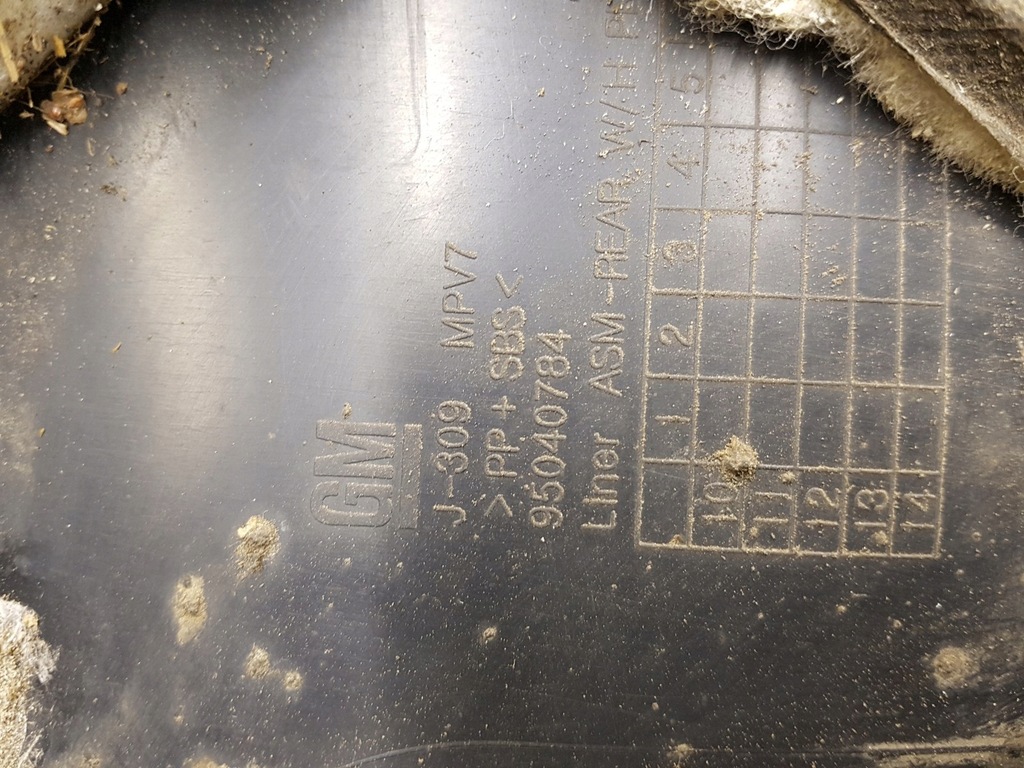 GM
J-309 MPV7
>PP+SBS<
95040784
Liner ASM-REAR W/H
1 2 3 4 5
10
11
12
13
14